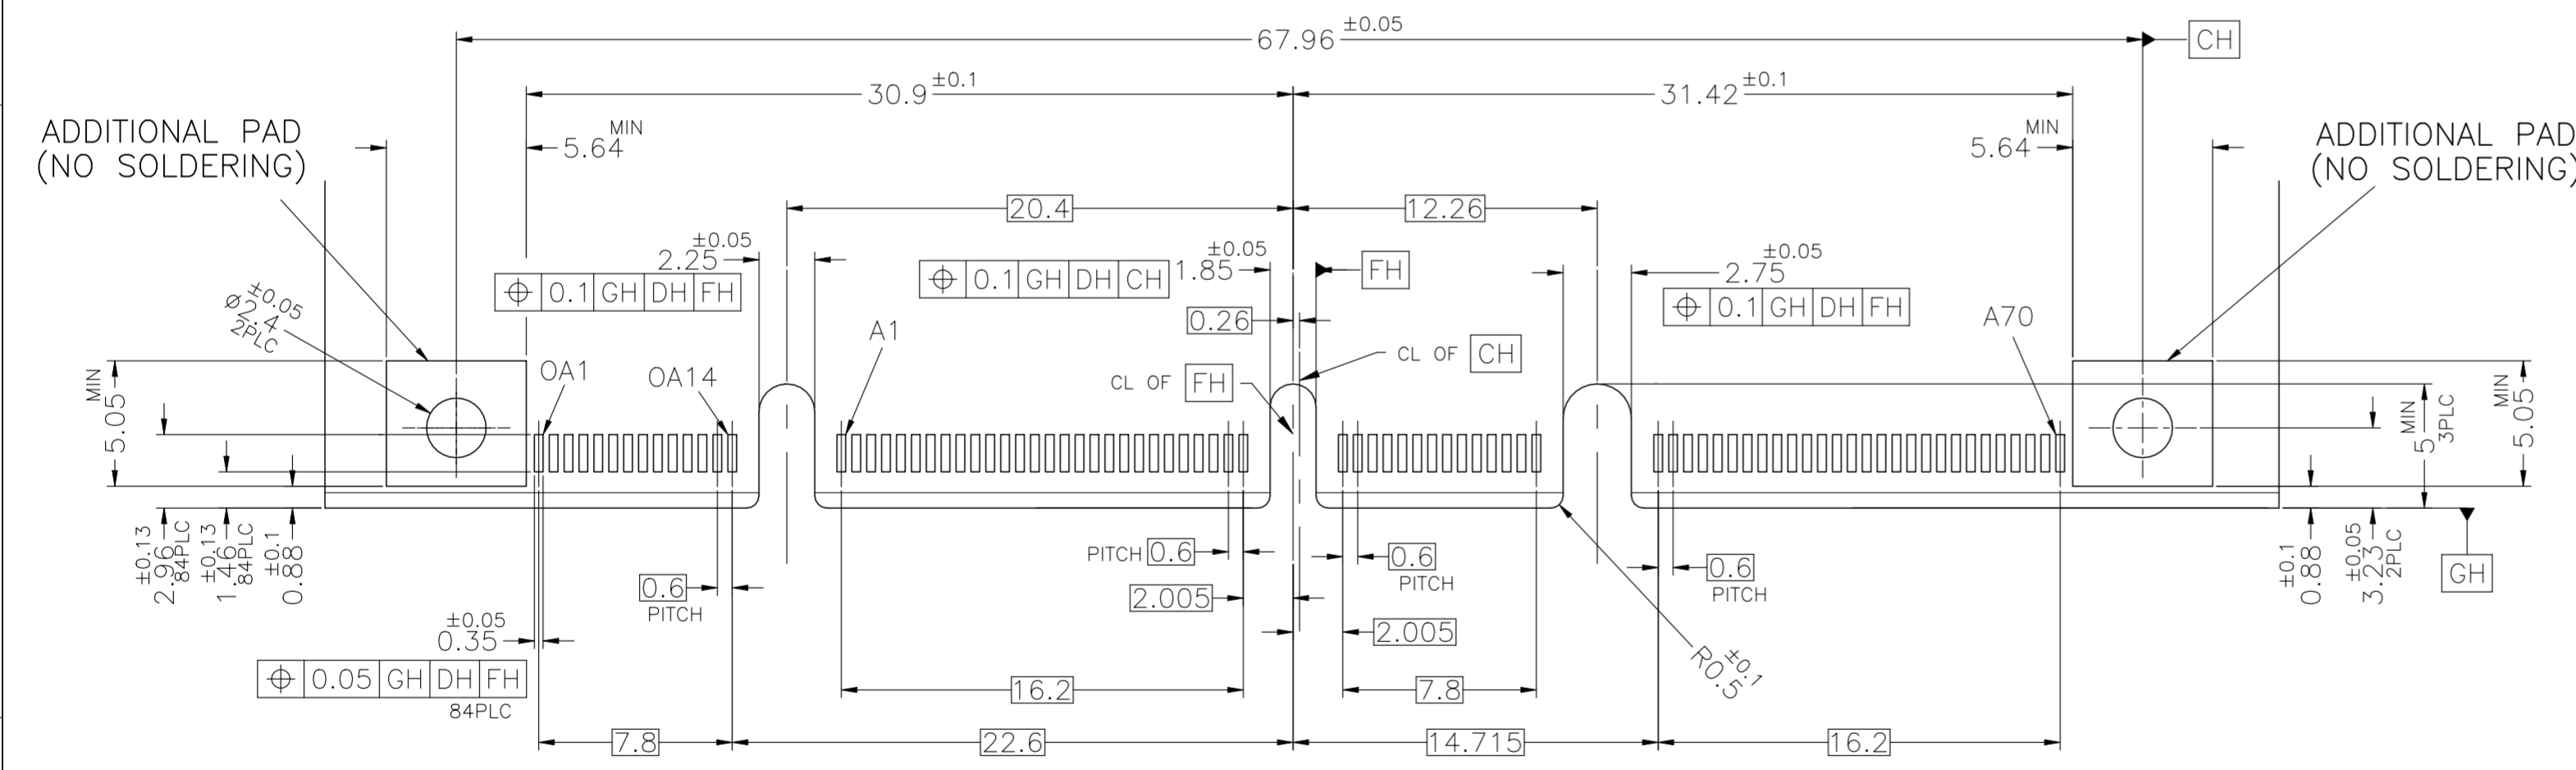 67.96 ±0.05
CH
30.9 ±0.1
31.42 ±0.1
ADDITIONAL PAD
(NO SOLDERING)
5.64 MIN
5.64 MIN
ADDITIONAL PAD
(NO SOLDERING)
20.4
12.26
2.25 ±0.05
⌖ 0.1 GH DH FH
⌖ 0.1 GH DH CH
1.85 ±0.05
FH
2.75 ±0.05
⌖ 0.1 GH DH FH
⌀2.4 ±0.05
2PLC
0.26
A1
A70
CL OF CH
CL OF FH
OA1
OA14
5.05 MIN
5 MIN
3PLC
5.05 MIN
2.96 ±0.13
84PLC
1.46 ±0.13
84PLC
0.88 ±0.1
0.6
PITCH
PITCH 0.6
0.6
PITCH
0.6
PITCH
0.88 ±0.1
3.23 ±0.05
2PLC
GH
2.005
2.005
0.35 ±0.05
⌖ 0.05 GH DH FH
84PLC
R0.5 ±0.1
16.2
7.8
7.8
22.6
14.715
16.2